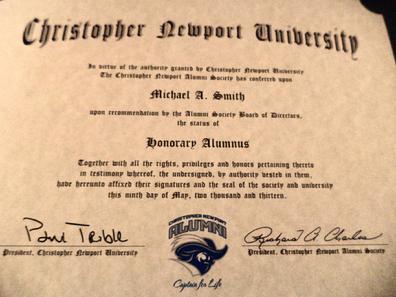 Christopher Newport University
In virtue of the authority granted by Christopher Newport University
The Christopher Newport Alumni Society has conferred upon
Michael A. Smith
upon recommendation by the Alumni Society Board of Directors,
the status of
Honorary Alumnus
Together with all the rights, privileges and honors pertaining thereto
in testimony whereof, the undersigned, by authority vested in them,
have hereunto affixed their signatures and the seal of the society and university
this ninth day of May, two thousand and thirteen.
Paul Trible
President, Christopher Newport University
CHRISTOPHER NEWPORT
ALUMNI
Captain for Life
Richard A Charles
President, Christopher Newport Alumni Society